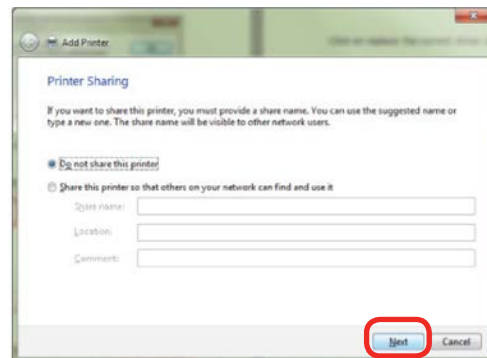 Add Printer
Printer Sharing
If you want to share this printer, you must provide a share name. You can use the suggested name or
type a new one. The share name will be visible to other network users.
Do not share this printer
Share this printer so that others on your network can find and use it
Share name:
Location:
Comment:
Next
Cancel